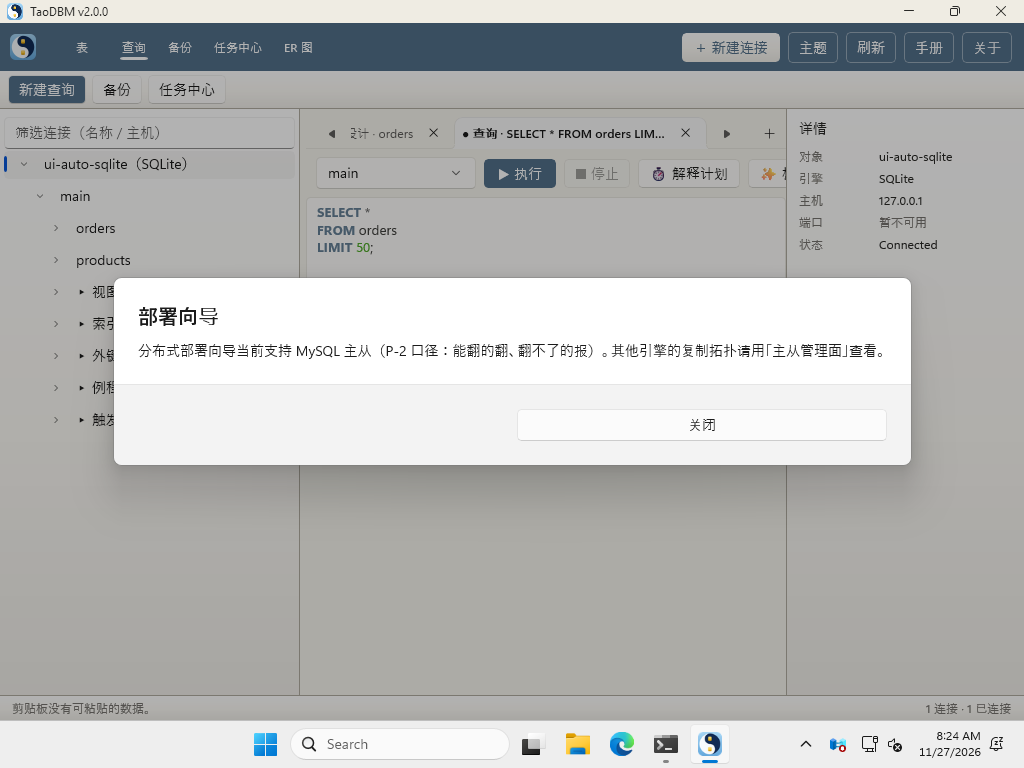 TaoDBM v2.0.0
表 查询 备份 任务中心 ER 图 + 新建连接 主题 刷新 手册 关于
新建查询 备份 任务中心
筛选连接（名称 / 主机）
ui-auto-sqlite（SQLite）
main
orders
products
视图
索引
外键
例程
触发
设计 · orders
● 查询 · SELECT * FROM orders LIM...
main 执行 停止 解释计划
SELECT *
FROM orders
LIMIT 50;
详情
对象 ui-auto-sqlite
引擎 SQLite
主机 127.0.0.1
端口 暂不可用
状态 Connected
部署向导
分布式部署向导当前支持 MySQL 主从（P-2 口径：能翻的翻、翻不了的报）。其他引擎的复制拓扑请用「主从管理面」查看。
关闭
剪贴板没有可粘贴的数据。
1 连接 · 1 已连接
Search
8:24 AM
11/27/2026